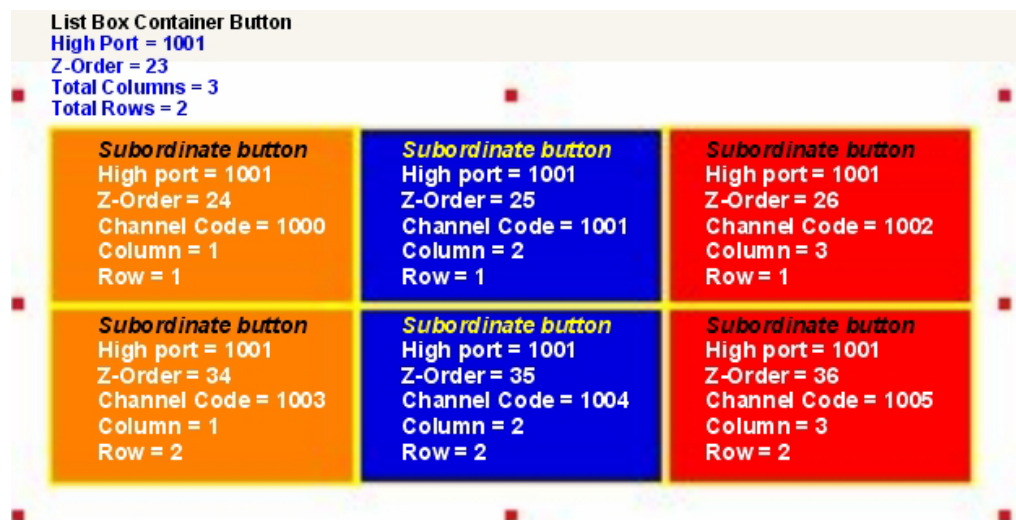 List Box Container Button
High Port = 1001
Z-Order = 23
Total Columns = 3
Total Rows = 2
Subordinate button
High port = 1001
Z-Order = 24
Channel Code = 1000
Column = 1
Row = 1
Subordinate button
High port = 1001
Z-Order = 25
Channel Code = 1001
Column = 2
Row = 1
Subordinate button
High port = 1001
Z-Order = 26
Channel Code = 1002
Column = 3
Row = 1
Subordinate button
High port = 1001
Z-Order = 34
Channel Code = 1003
Column = 1
Row = 2
Subordinate button
High port = 1001
Z-Order = 35
Channel Code = 1004
Column = 2
Row = 2
Subordinate button
High port = 1001
Z-Order = 36
Channel Code = 1005
Column = 3
Row = 2